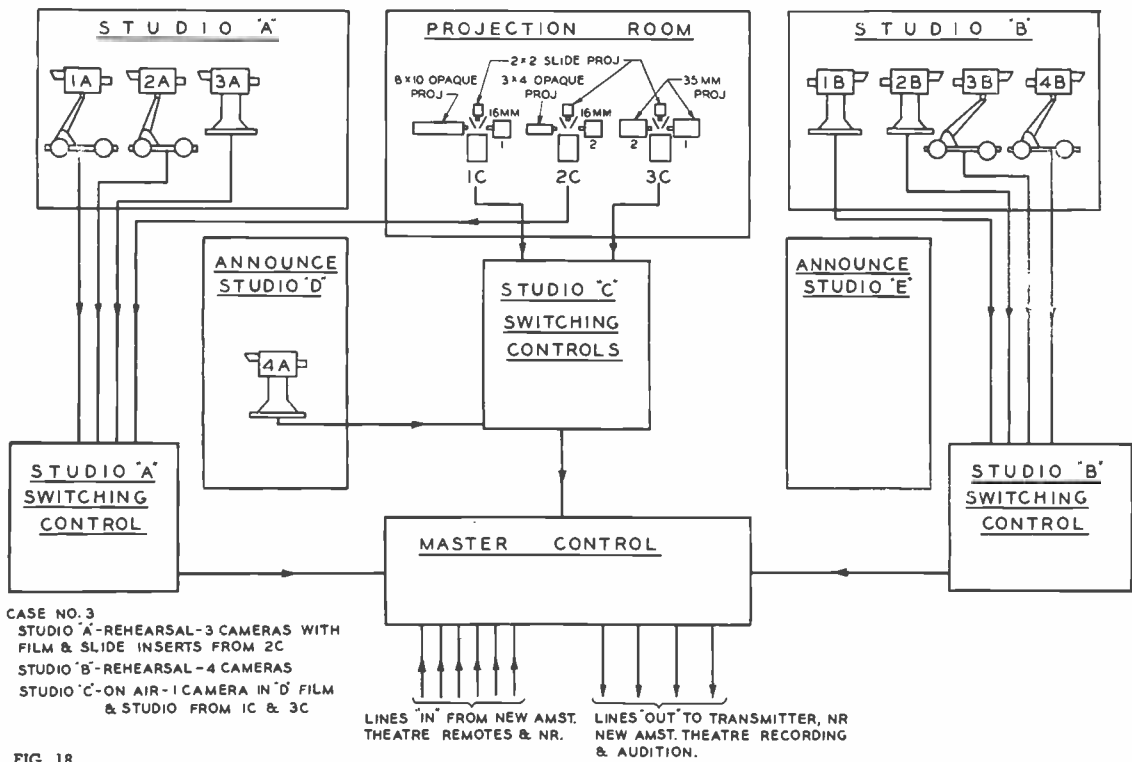 STUDIO "A"
1A
2A
3A
PROJECTION ROOM
2×2 SLIDE PROJ
8×10 OPAQUE
PROJ
3×4 OPAQUE
PROJ
35 MM
PROJ
16MM
16MM
1
2
2
1
1C
2C
3C
STUDIO "B"
1B
2B
3B
4B
ANNOUNCE
STUDIO "D"
4A
STUDIO "C"
SWITCHING
CONTROLS
ANNOUNCE
STUDIO "E"
STUDIO "A"
SWITCHING
CONTROL
MASTER CONTROL
STUDIO "B"
SWITCHING
CONTROL
CASE NO. 3
STUDIO "A"-REHEARSAL-3 CAMERAS WITH
FILM & SLIDE INSERTS FROM 2C
STUDIO "B"-REHEARSAL-4 CAMERAS
STUDIO "C"-ON AIR-1 CAMERA IN "D" FILM
& STUDIO FROM 1C & 3C
LINES "IN" FROM NEW AMST.
THEATRE REMOTES & NR.
LINES "OUT" TO TRANSMITTER, NR
NEW AMST. THEATRE RECORDING
& AUDITION.
FIG. 18